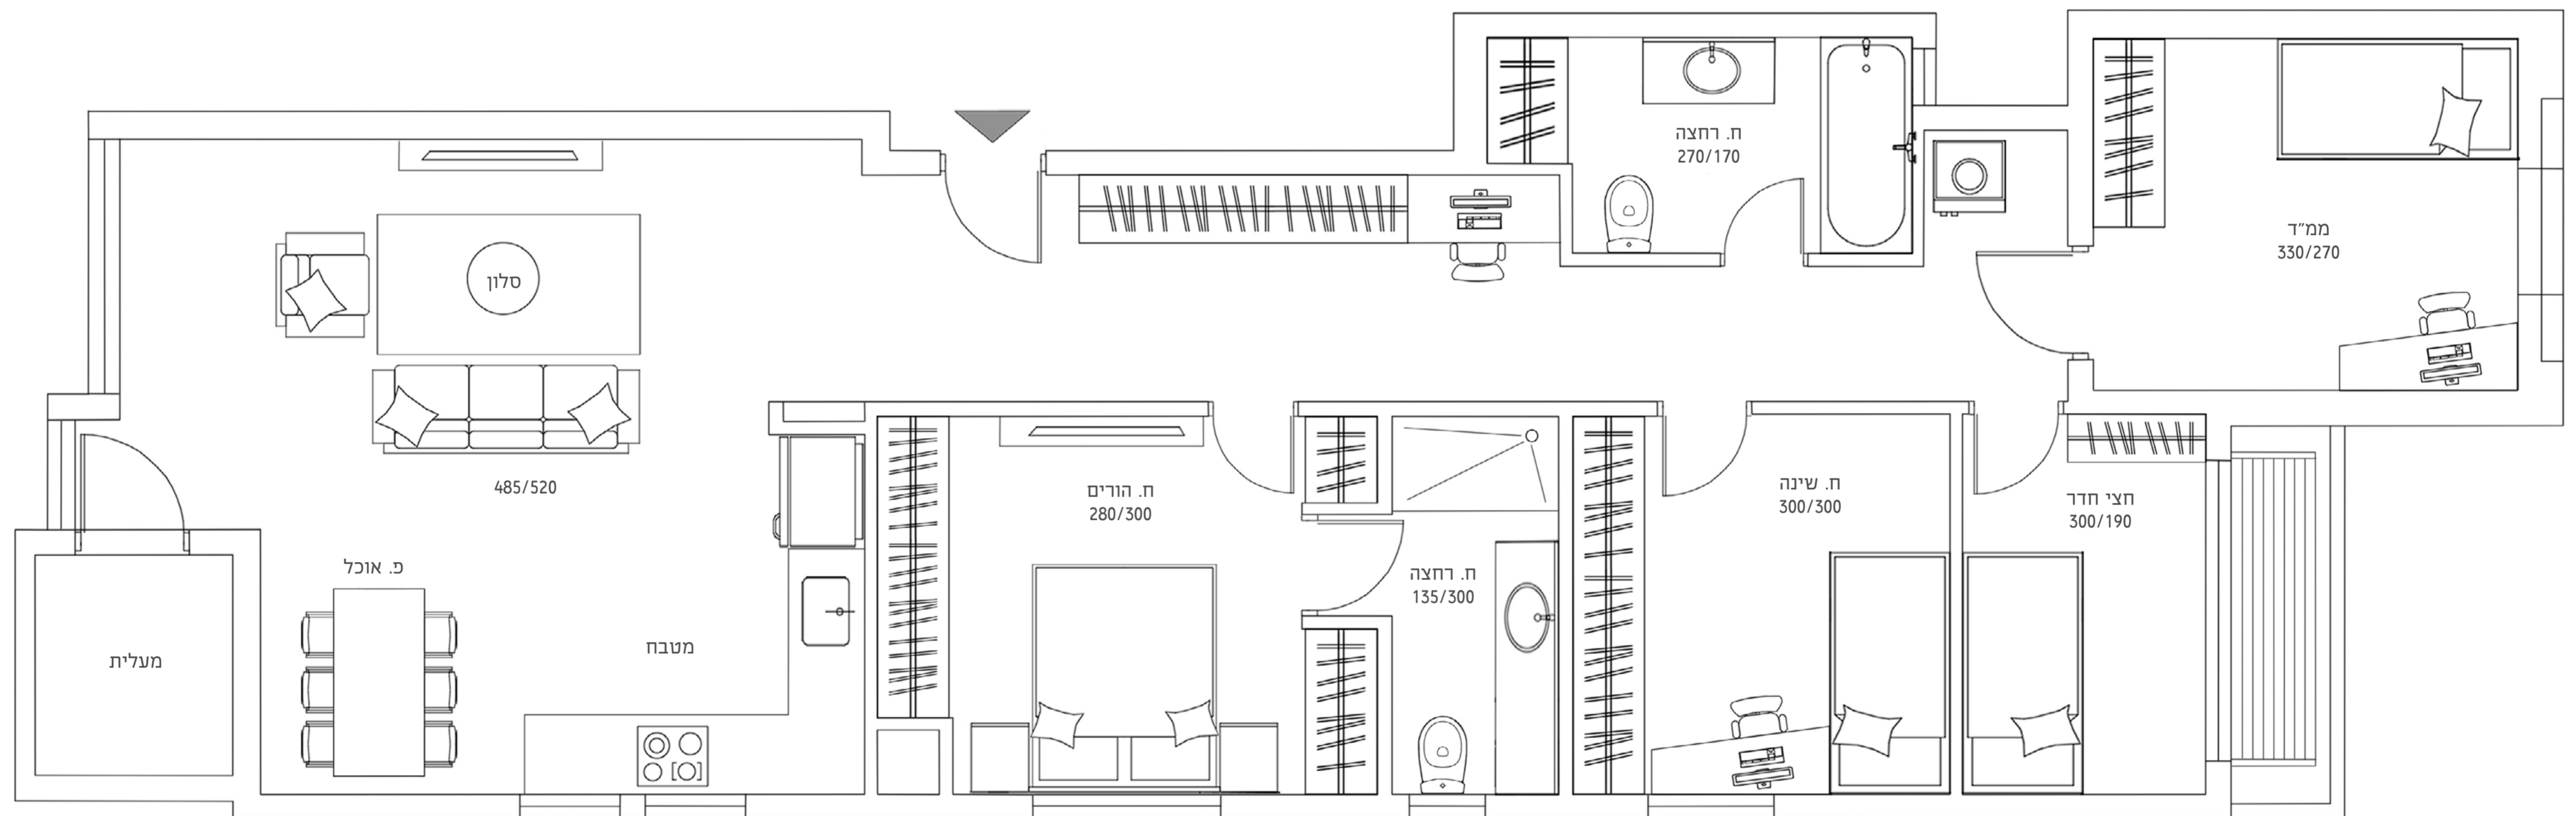 ח. רחצה
270/170
ממ"ד
330/270
סלון
485/520
ח. הורים
280/300
ח. שינה
300/300
חצי חדר
300/190
ח. רחצה
135/300
פ. אוכל
מטבח
מעלית